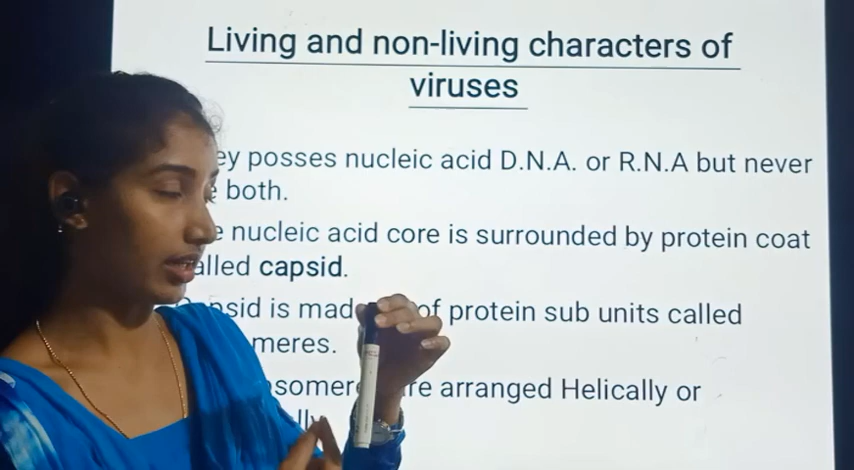 Living and non-living characters of
viruses
ey posses nucleic acid D.N.A. or R.N.A but never
both.
e nucleic acid core is surrounded by protein coat
alled capsid.
psid is mad of protein sub units called
meres.
somere re arranged Helically or
lly